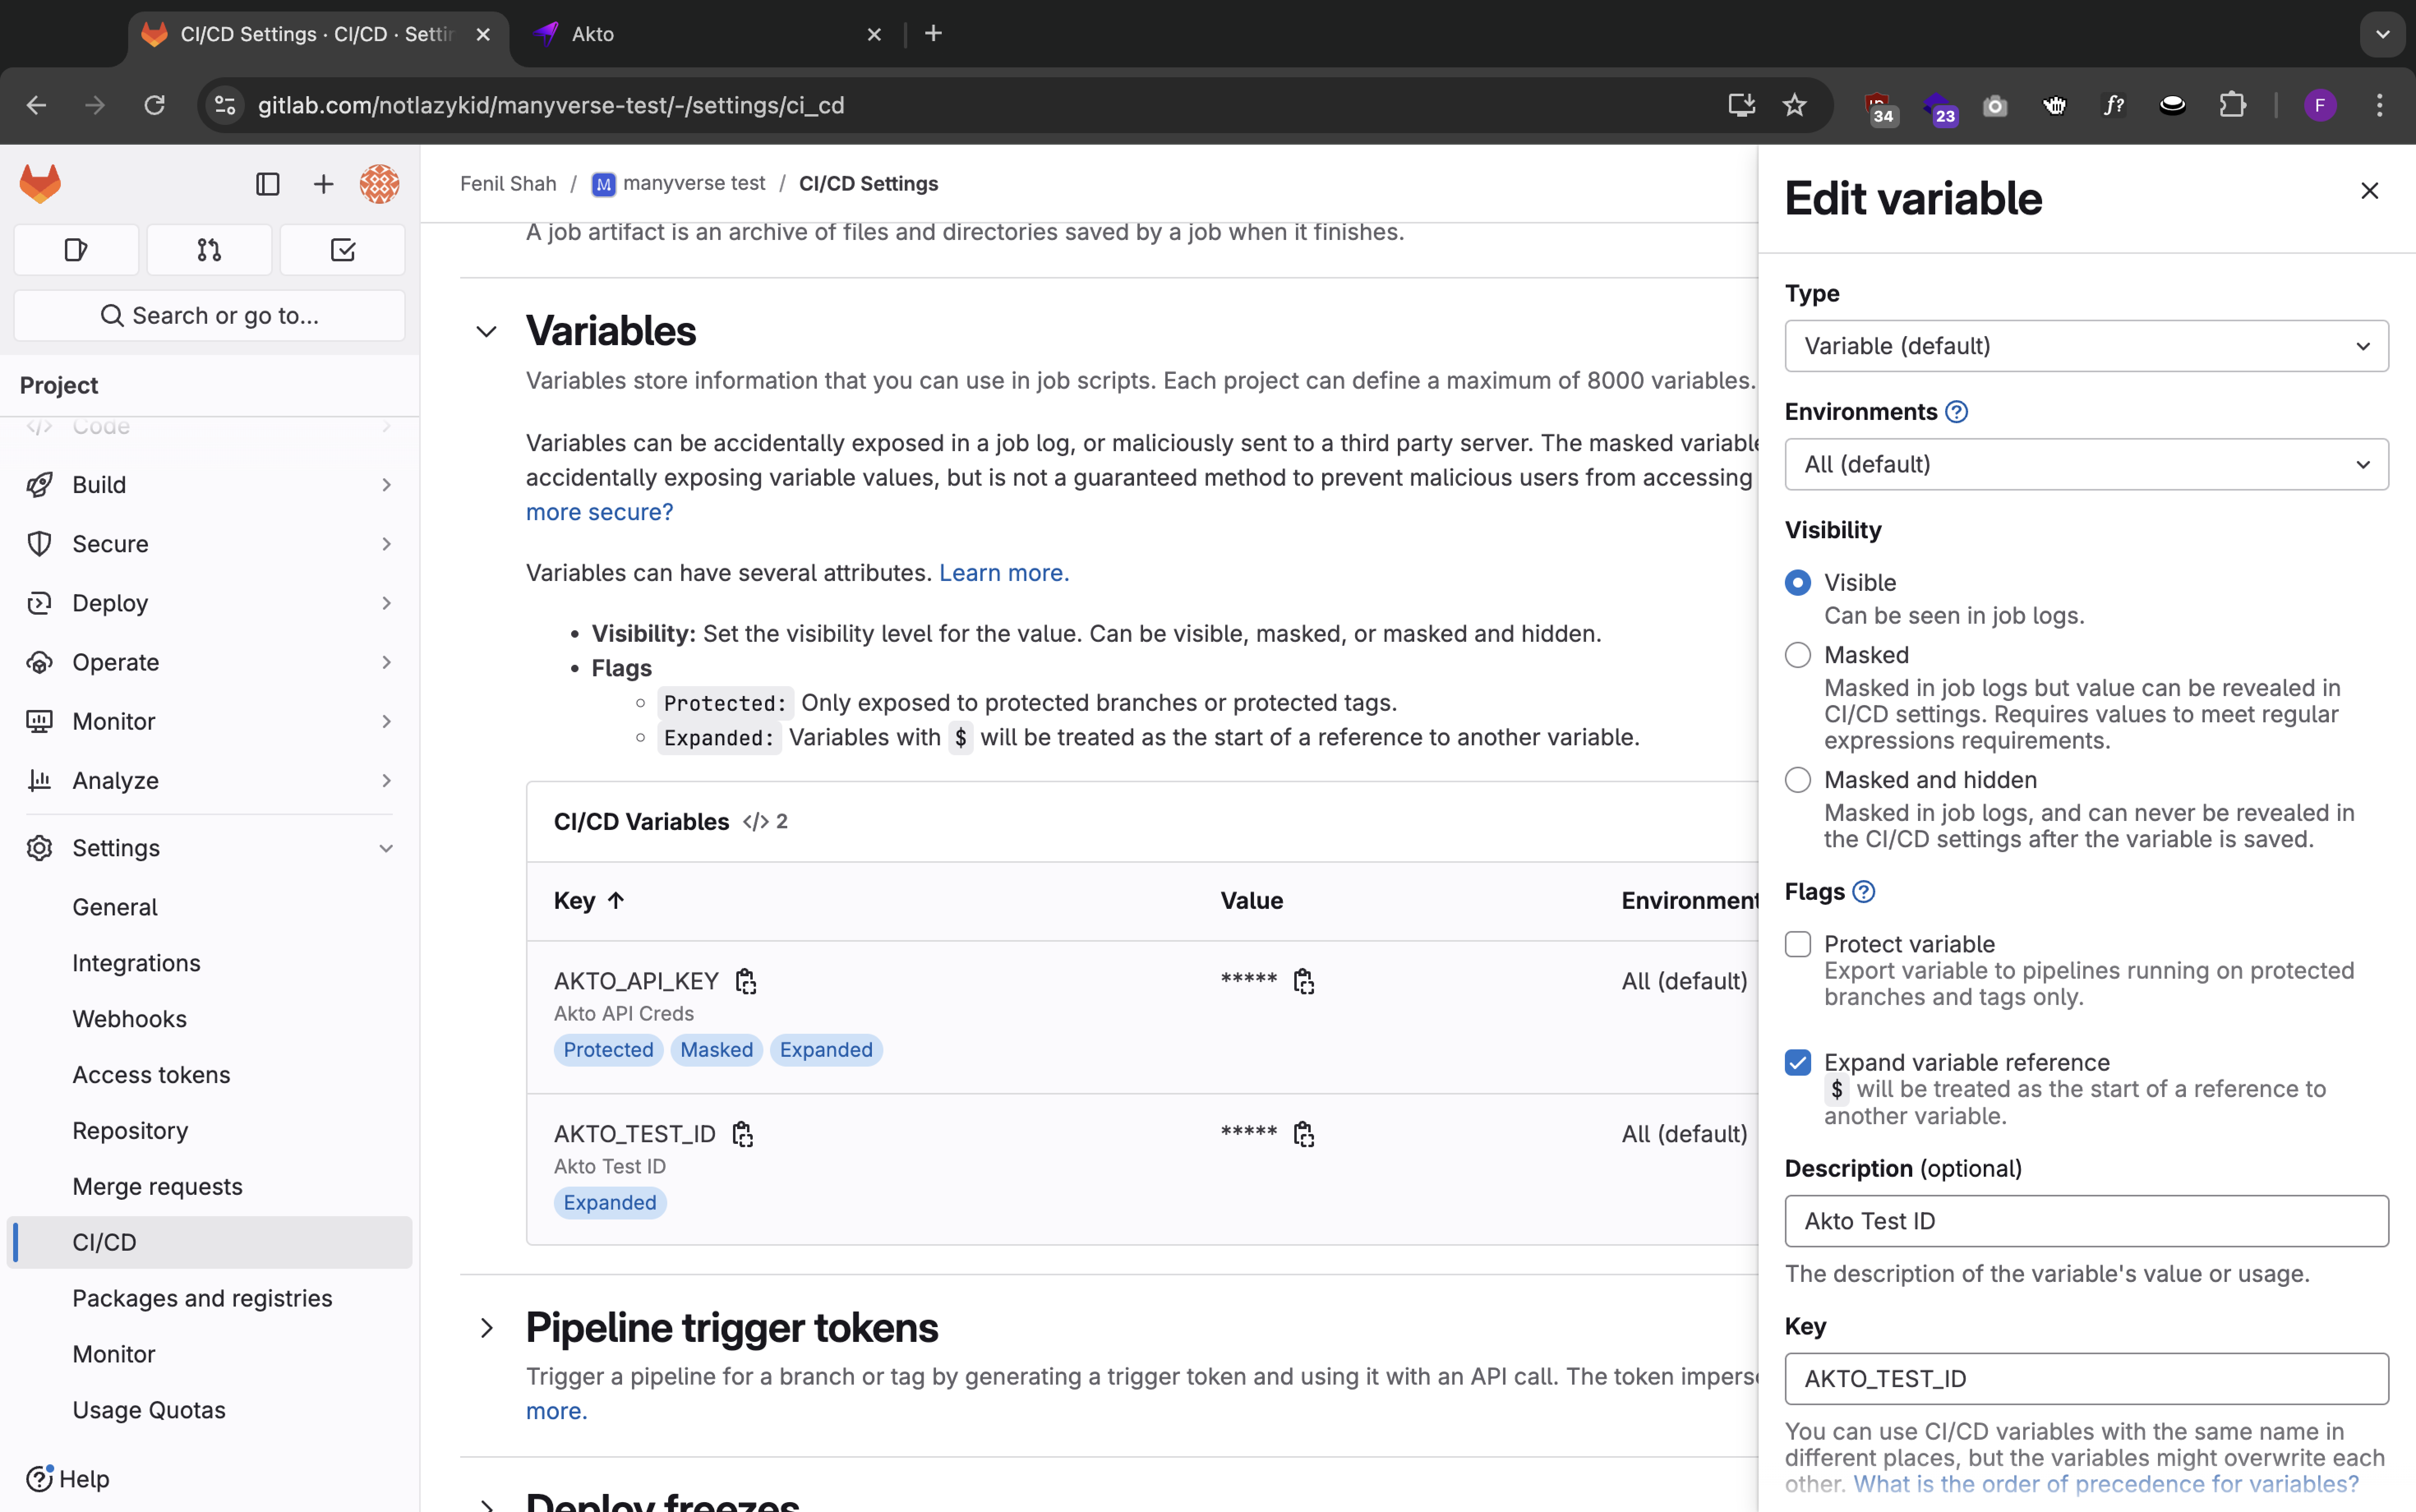 CI/CD Settings · CI/CD · Settin
Akto
gitlab.com/notlazykid/manyverse-test/-/settings/ci_cd
34
23
f?
F
Search or go to...
Project
Code
Build
Secure
Deploy
Operate
Monitor
Analyze
Settings
General
Integrations
Webhooks
Access tokens
Repository
Merge requests
CI/CD
Packages and registries
Monitor
Usage Quotas
Help
Fenil Shah / M manyverse test / CI/CD Settings
A job artifact is an archive of files and directories saved by a job when it finishes.
Variables
Variables store information that you can use in job scripts. Each project can define a maximum of 8000 variables.
Variables can be accidentally exposed in a job log, or maliciously sent to a third party server. The masked variable
accidentally exposing variable values, but is not a guaranteed method to prevent malicious users from accessing
more secure?
Variables can have several attributes. Learn more.
• Visibility: Set the visibility level for the value. Can be visible, masked, or masked and hidden.
• Flags
Protected: Only exposed to protected branches or protected tags.
Expanded: Variables with $ will be treated as the start of a reference to another variable.
CI/CD Variables </> 2
Key ↑ Value Environment
AKTO_API_KEY ***** All (default)
Akto API Creds
Protected Masked Expanded
AKTO_TEST_ID ***** All (default)
Akto Test ID
Expanded
Pipeline trigger tokens
Trigger a pipeline for a branch or tag by generating a trigger token and using it with an API call. The token imperso
more.
Deploy freezes
Edit variable
Type
Variable (default)
Environments ?
All (default)
Visibility
Visible
Can be seen in job logs.
Masked
Masked in job logs but value can be revealed in
CI/CD settings. Requires values to meet regular
expressions requirements.
Masked and hidden
Masked in job logs, and can never be revealed in
the CI/CD settings after the variable is saved.
Flags ?
Protect variable
Export variable to pipelines running on protected
branches and tags only.
Expand variable reference
$ will be treated as the start of a reference to
another variable.
Description (optional)
Akto Test ID
The description of the variable's value or usage.
Key
AKTO_TEST_ID
You can use CI/CD variables with the same name in
different places, but the variables might overwrite each
other. What is the order of precedence for variables?